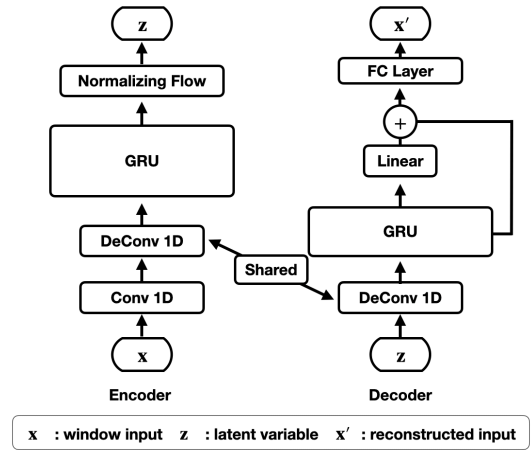 z
Normalizing Flow
GRU
DeConv 1D
Conv 1D
x
Encoder
Shared
x′
FC Layer
+
Linear
GRU
DeConv 1D
z
Decoder
x : window input z : latent variable x′ : reconstructed input